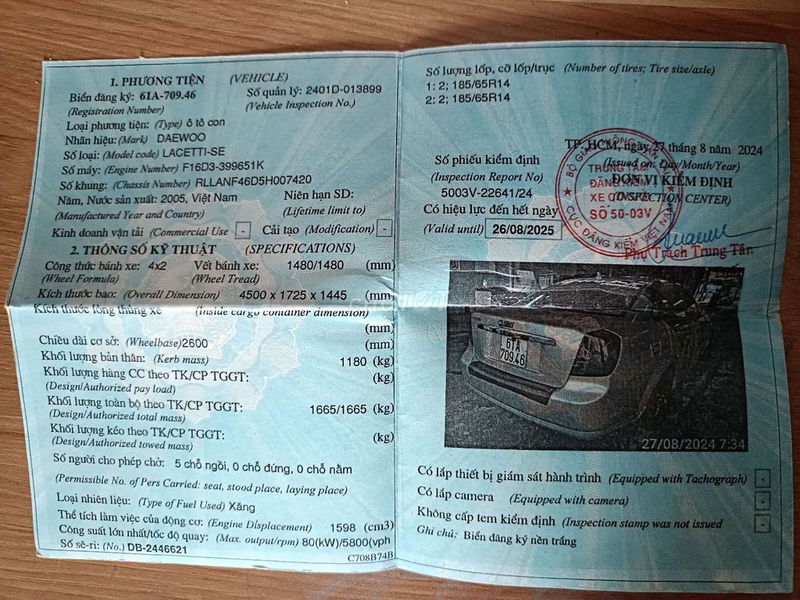 1. PHƯƠNG TIỆN (VEHICLE)
Biển đăng ký: 61A-709.46 Số quản lý: 2401D-013899
(Registration Number) (Vehicle Inspection No.)
Loại phương tiện: (Type) ô tô con
Nhãn hiệu: (Mark) DAEWOO
Số loại: (Model code) LACETTI-SE
Số máy: (Engine Number) F16D3-399651K
Số khung: (Chassis Number) RLLANF46D5H007420
Năm, Nước sản xuất: 2005, Việt Nam Niên hạn SD:
(Manufactured Year and Country) (Lifetime limit to)
Kinh doanh vận tải (Commercial Use) - Cải tạo (Modification) -
2. THÔNG SỐ KỸ THUẬT (SPECIFICATIONS)
Công thức bánh xe: 4x2 Vết bánh xe: 1480/1480 (mm)
(Wheel Formula) (Wheel Tread)
Kích thước bao: (Overall Dimension) 4500 x 1725 x 1445 (mm)
Kích thước lòng thùng xe (Inside cargo container dimension)
(mm)
Chiều dài cơ sở: (Wheelbase) 2600 (mm)
Khối lượng bản thân: (Kerb mass) 1180 (kg)
Khối lượng hàng CC theo TK/CP TGGT: (kg)
(Design/Authorized pay load)
Khối lượng toàn bộ theo TK/CP TGGT: 1665/1665 (kg)
(Design/Authorized total mass)
Khối lượng kéo theo TK/CP TGGT: (kg)
(Design/Authorized towed mass)
Số người cho phép chở: 5 chỗ ngồi, 0 chỗ đứng, 0 chỗ nằm
(Permissible No. of Pers Carried: seat, stood place, laying place)
Loại nhiên liệu: (Type of Fuel Used) Xăng
Thể tích làm việc của động cơ: (Engine Displacement) 1598 (cm3)
Công suất lớn nhất/tốc độ quay: (Max. output/rpm) 80(kW)/5800(vph
Số sê-ri: (No.) DB-2446621
C708B74B
Số lượng lốp, cỡ lốp/trục (Number of tires; Tire size/axle)
1: 2; 185/65R14
2: 2; 185/65R14
TP. HCM, ngày 27 tháng 8 năm 2024
(Issued on: Day/Month/Year)
Số phiếu kiểm định ĐƠN VỊ KIỂM ĐỊNH
(Inspection Report No) (INSPECTION CENTER)
5003V-22641/24
Có hiệu lực đến hết ngày
(Valid until) 26/08/2025
TRUNG TÂM
ĐĂNG KIỂM
XE CƠ GIỚI
SỐ 50-03V
CỤC ĐĂNG KIỂM VIỆT NAM
Phụ Trách Trung Tâm
61A
709.46
27/08/2024 7:34
Có lắp thiết bị giám sát hành trình (Equipped with Tachograph) -
Có lắp camera (Equipped with camera) -
Không cấp tem kiểm định (Inspection stamp was not issued -
Ghi chú: Biển đăng ký nền trắng